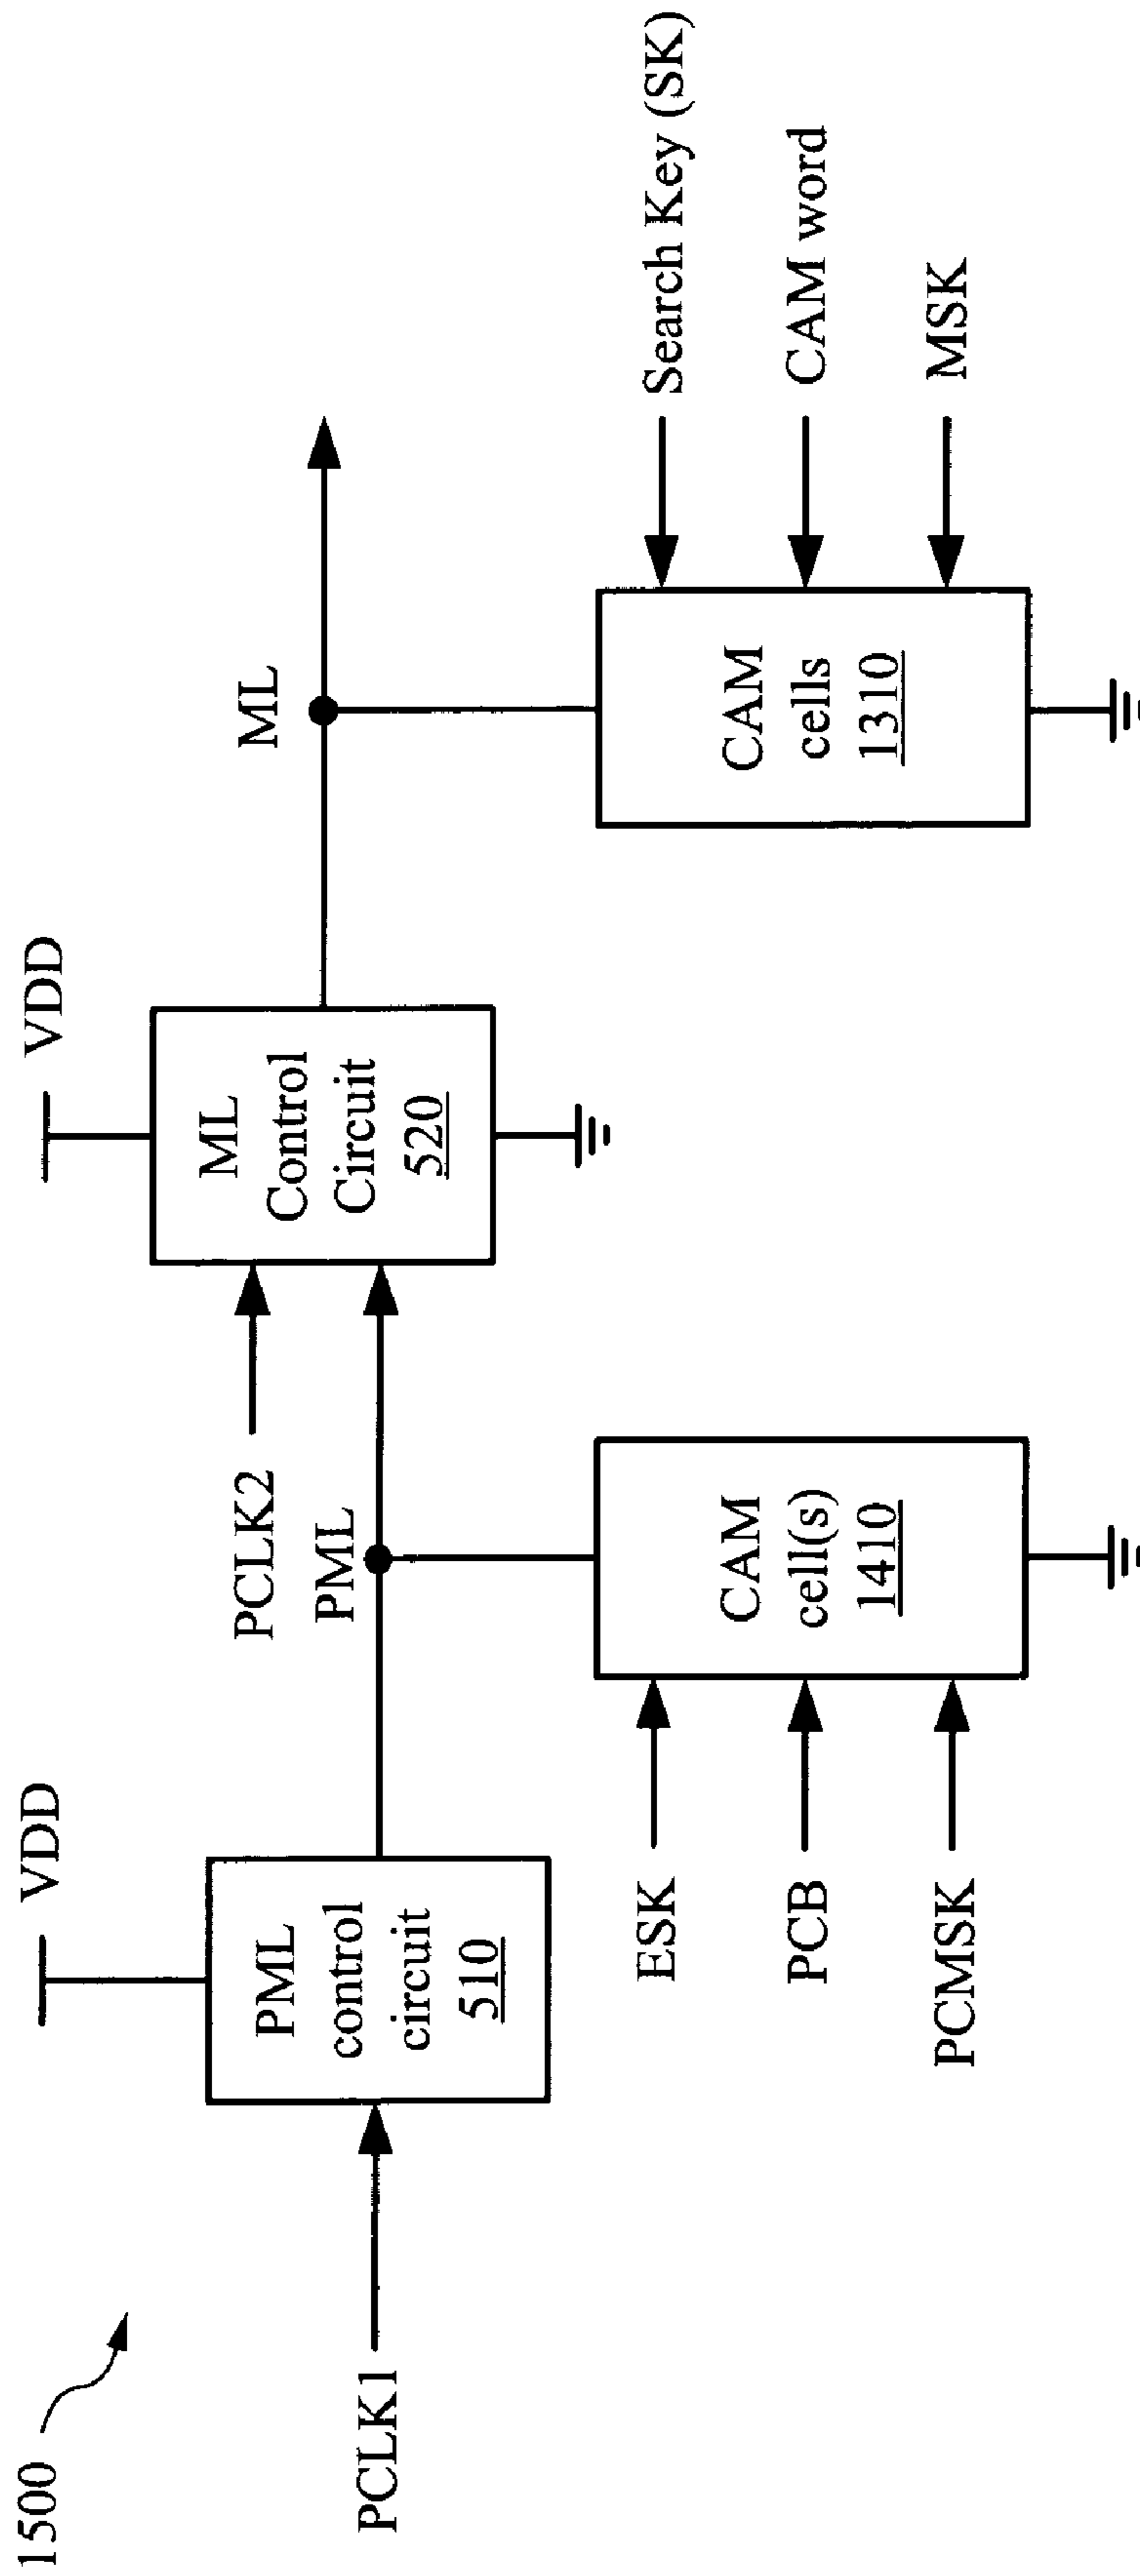 1500
VDD
VDD
PCLK1
PML
control
circuit
510
PML
PCLK2
ML
Control
Circuit
520
ML
ESK
PCB
PCMSK
CAM
cell(s)
1410
CAM
cells
1310
Search Key (SK)
CAM word
MSK